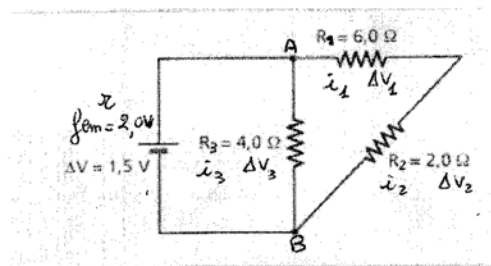 A
R₁ = 6,0 Ω
i₁ ΔV₁
r
fem = 2,0V
ΔV = 1,5 V
R₃ = 4,0 Ω
i₃ ΔV₃
R₂ = 2,0 Ω
i₂ ΔV₂
B